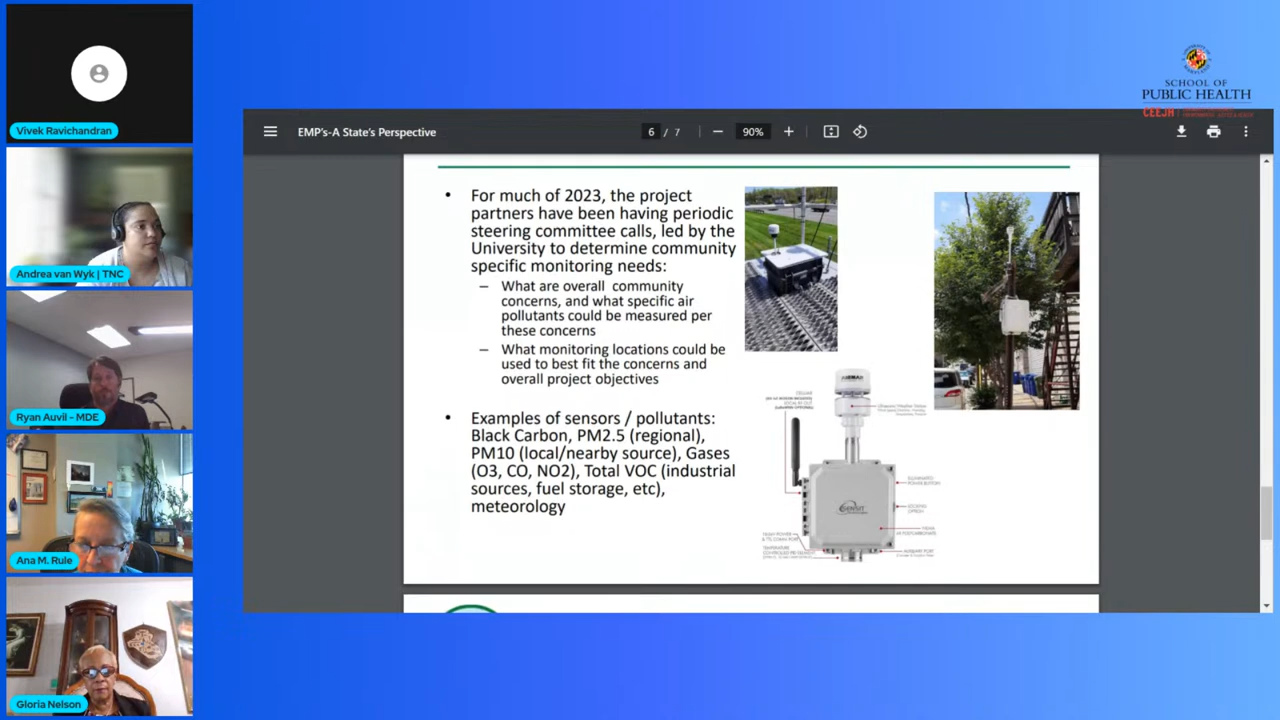 Vivek Ravichandran
Andrea van Wyk | TNC
Ryan Auvil - MDE
Ana M. Rule
Gloria Nelson
SCHOOL OF
PUBLIC HEALTH
CEEJH
EMP's-A State's Perspective
6 / 7
90%
• For much of 2023, the project
partners have been having periodic
steering committee calls, led by the
University to determine community
specific monitoring needs:
– What are overall community
concerns, and what specific air
pollutants could be measured per
these concerns
– What monitoring locations could be
used to best fit the concerns and
overall project objectives
• Examples of sensors / pollutants:
Black Carbon, PM2.5 (regional),
PM10 (local/nearby source), Gases
(O3, CO, NO2), Total VOC (industrial
sources, fuel storage, etc),
meteorology
SENSIT
AUXILIARY PORT